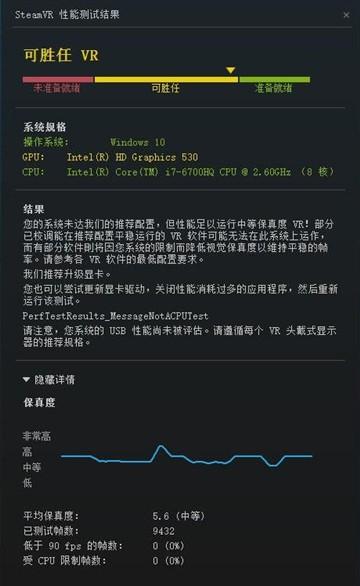 SteamVR 性能测试结果
可胜任 VR
未准备就绪 可胜任 准备就绪
系统规格
操作系统: Windows 10
GPU: Intel(R) HD Graphics 530
CPU: Intel(R) Core(TM) i7-6700HQ CPU @ 2.60GHz (8 核)
结果
您的系统未达我们的推荐配置，但性能足以运行中等保真度 VR！部分
已校调能在推荐配置平稳运行的 VR 软件可能无法在此系统上运作，
而有部分软件则将因您系统的限制而降低视觉保真度以维持平稳的帧
率。请参考各 VR 软件的最低配置要求。
我们推荐升级显卡。
您也可以尝试更新显卡驱动，关闭性能消耗过多的应用程序，然后重新
运行该测试。
PerfTestResults_MessageNotACPUTest
请注意，您系统的 USB 性能尚未被评估。请遵循每个 VR 头戴式显示
器的推荐规格。
隐藏详情
保真度
非常高
高
中等
低
平均保真度: 5.6 (中等)
已测试帧数: 9432
低于 90 fps 的帧数: 0 (0%)
受 CPU 限制帧数: 0 (0%)